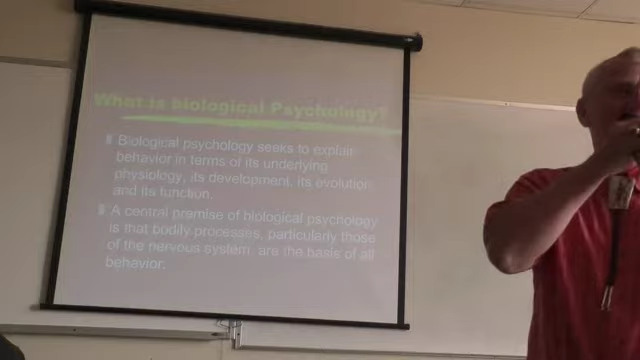 What is Biological Psychology?
Biological psychology seeks to explain
behavior in terms of its underlying
physiology, its development, its evolution
and its function.
A central premise of biological psychology
is that bodily processes, particularly those
of the nervous system, are the basis of all
behavior.